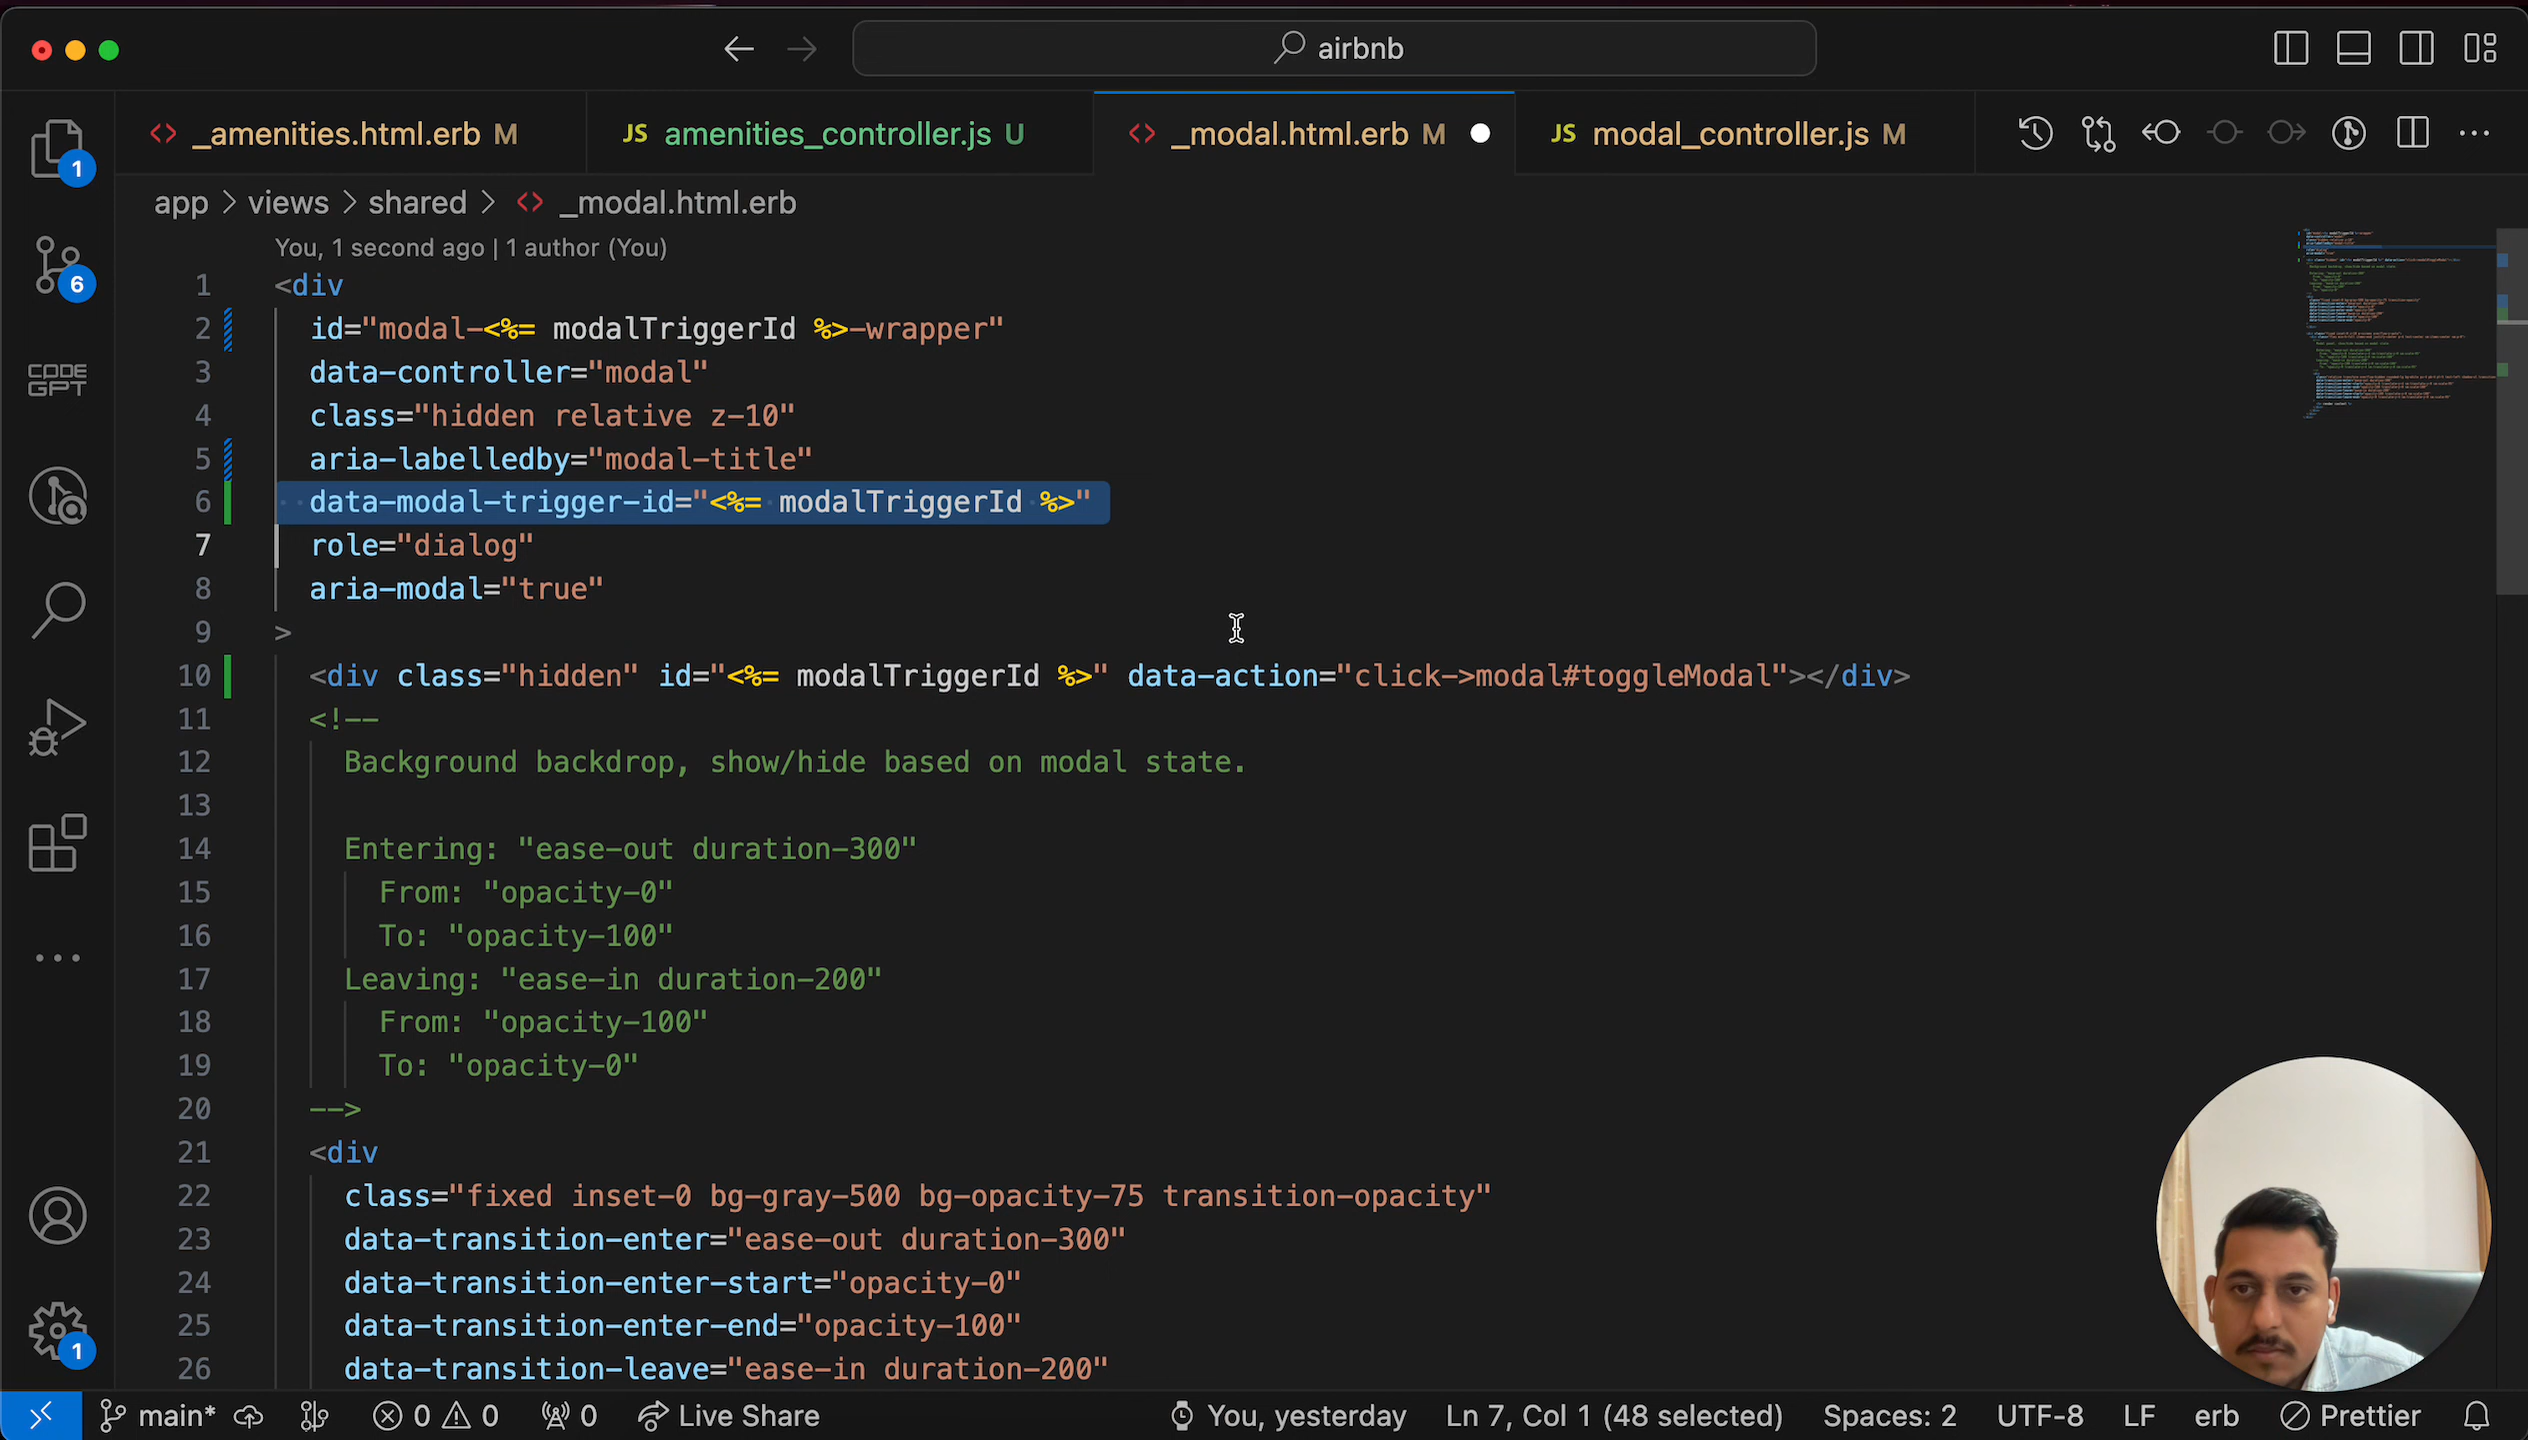 airbnb
_amenities.html.erb M
JS amenities_controller.js U
_modal.html.erb M
JS modal_controller.js M
app > views > shared > _modal.html.erb
You, 1 second ago | 1 author (You)
1 <div
2 id="modal-<%= modalTriggerId %>-wrapper"
3 data-controller="modal"
4 class="hidden relative z-10"
5 aria-labelledby="modal-title"
6 data-modal-trigger-id="<%= modalTriggerId %>"
7 role="dialog"
8 aria-modal="true"
9 >
10 <div class="hidden" id="<%= modalTriggerId %>" data-action="click->modal#toggleModal"></div>
11 <!--
12 Background backdrop, show/hide based on modal state.
13
14 Entering: "ease-out duration-300"
15 From: "opacity-0"
16 To: "opacity-100"
17 Leaving: "ease-in duration-200"
18 From: "opacity-100"
19 To: "opacity-0"
20 -->
21 <div
22 class="fixed inset-0 bg-gray-500 bg-opacity-75 transition-opacity"
23 data-transition-enter="ease-out duration-300"
24 data-transition-enter-start="opacity-0"
25 data-transition-enter-end="opacity-100"
26 data-transition-leave="ease-in duration-200"
1
6
CODE
GPT
1
main* 0 0 0 Live Share You, yesterday Ln 7, Col 1 (48 selected) Spaces: 2 UTF-8 LF erb Prettier